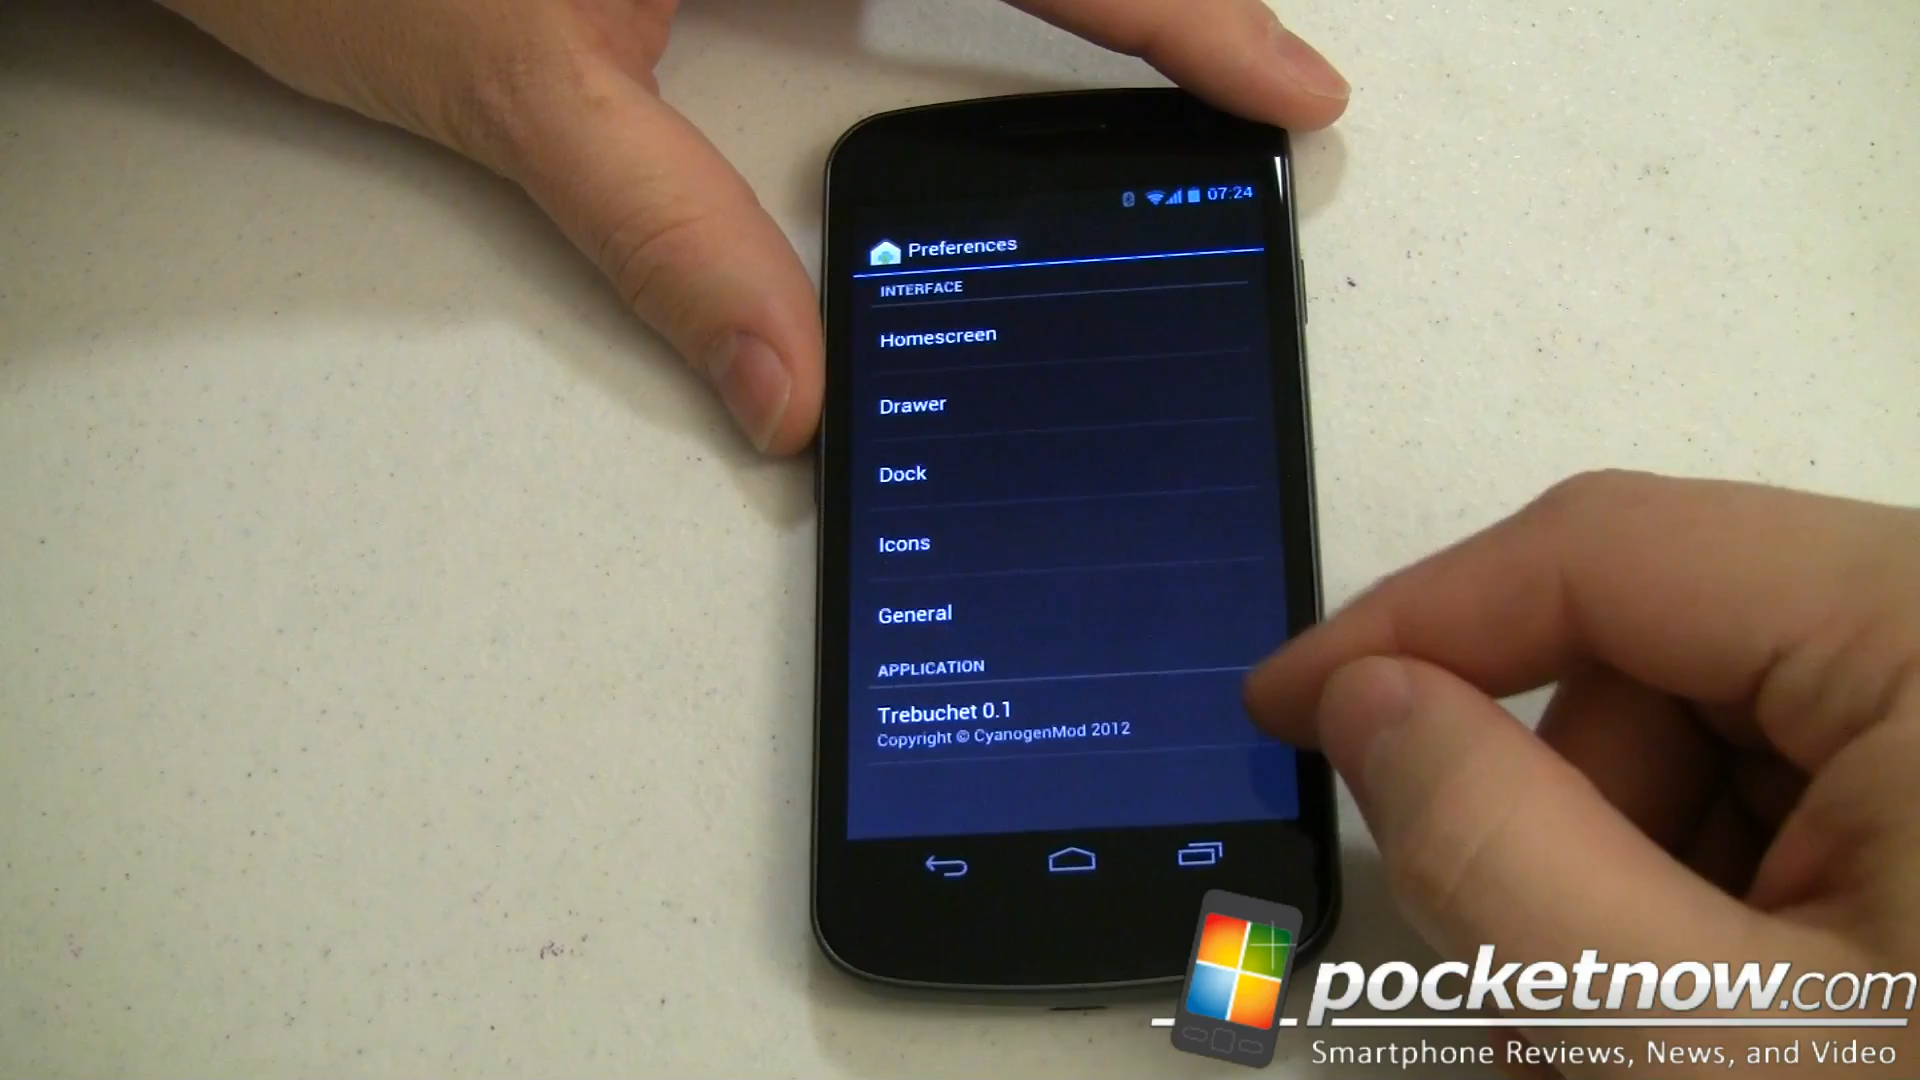 07:24
Preferences
INTERFACE
Homescreen
Drawer
Dock
Icons
General
APPLICATION
Trebuchet 0.1
Copyright © CyanogenMod 2012
pocketnow.com
Smartphone Reviews, News, and Video